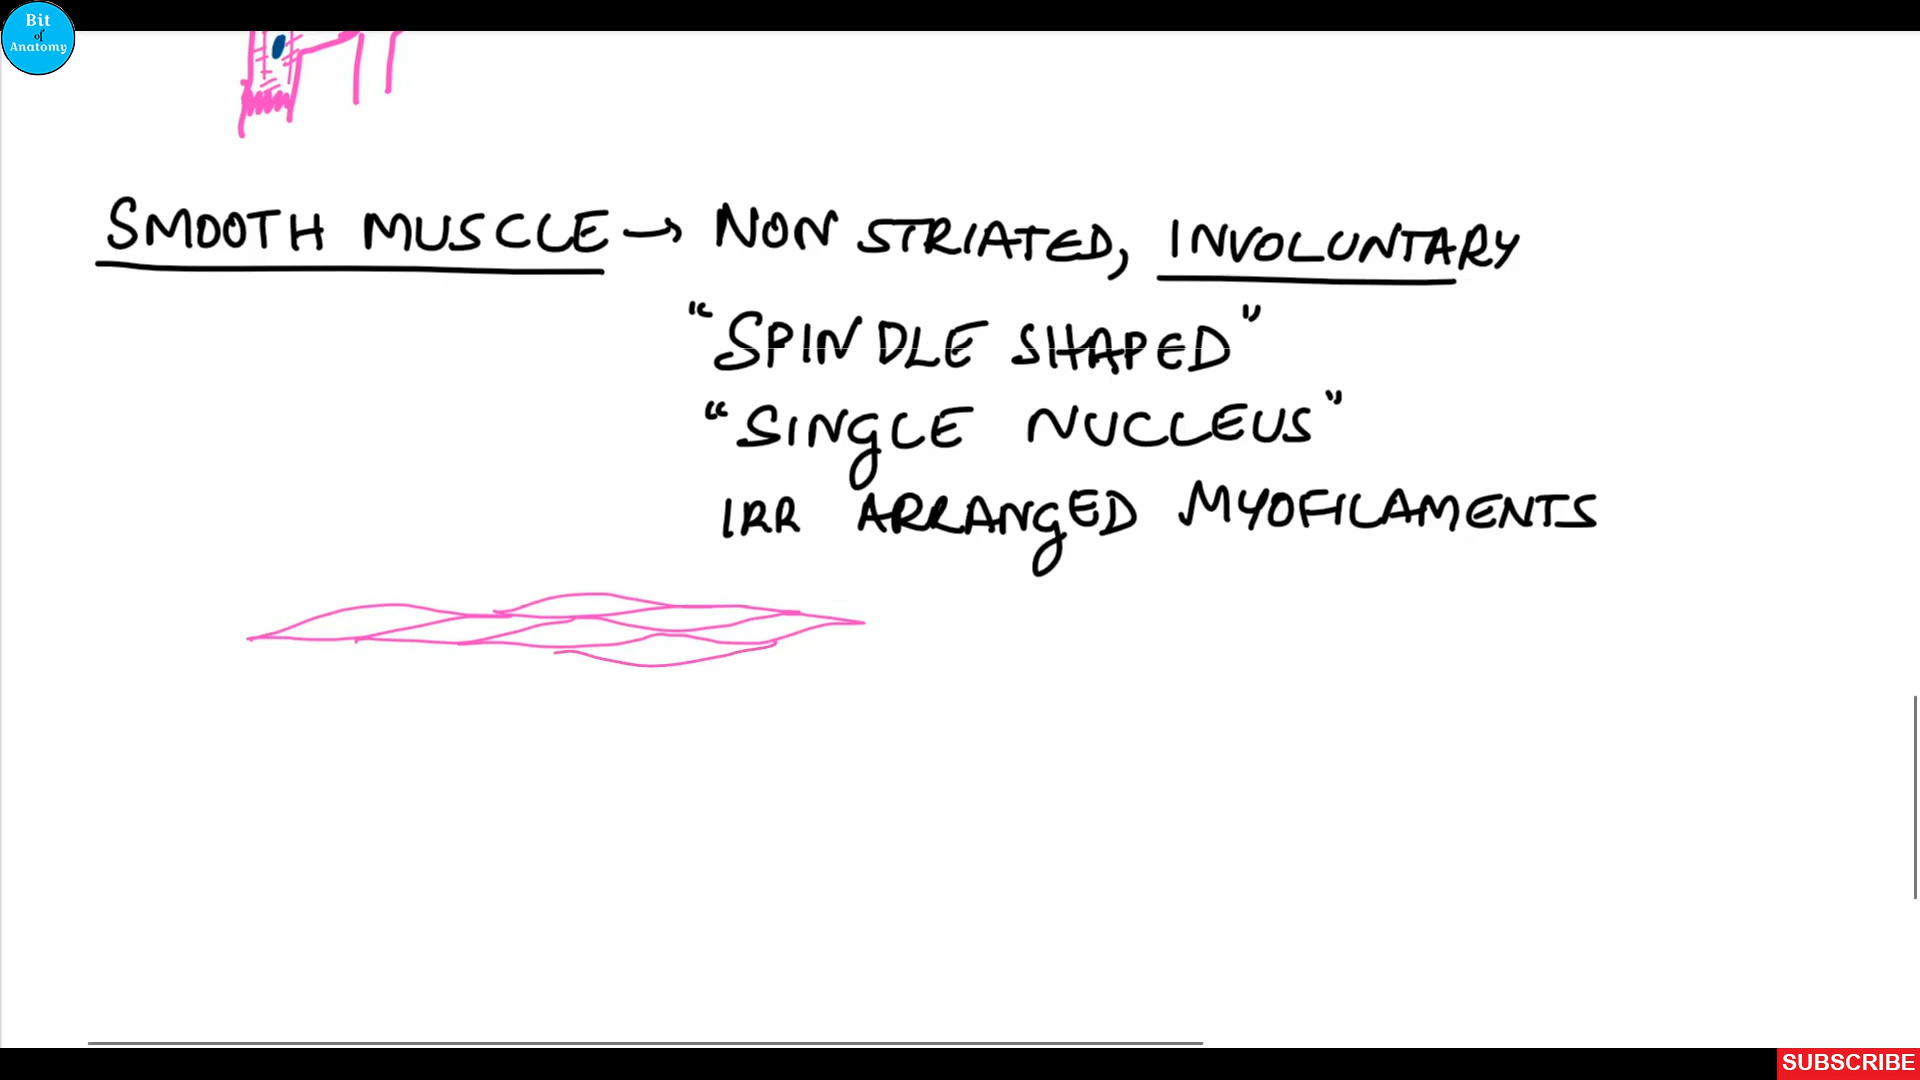 Bit
of
Anatomy
SMOOTH MUSCLE → NON STRIATED, INVOLUNTARY
"SPINDLE SHAPED"
"SINGLE NUCLEUS"
IRR ARRANGED MYOFILAMENTS
SUBSCRIBE